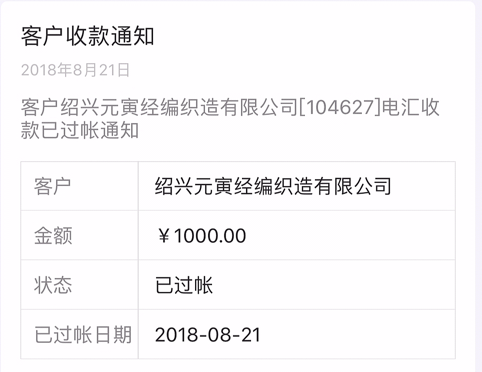 客户收款通知
2018年8月21日
客户绍兴元寅经编织造有限公司[104627]电汇收
款已过帐通知
客户 绍兴元寅经编织造有限公司
金额 ￥1000.00
状态 已过帐
已过帐日期 2018-08-21